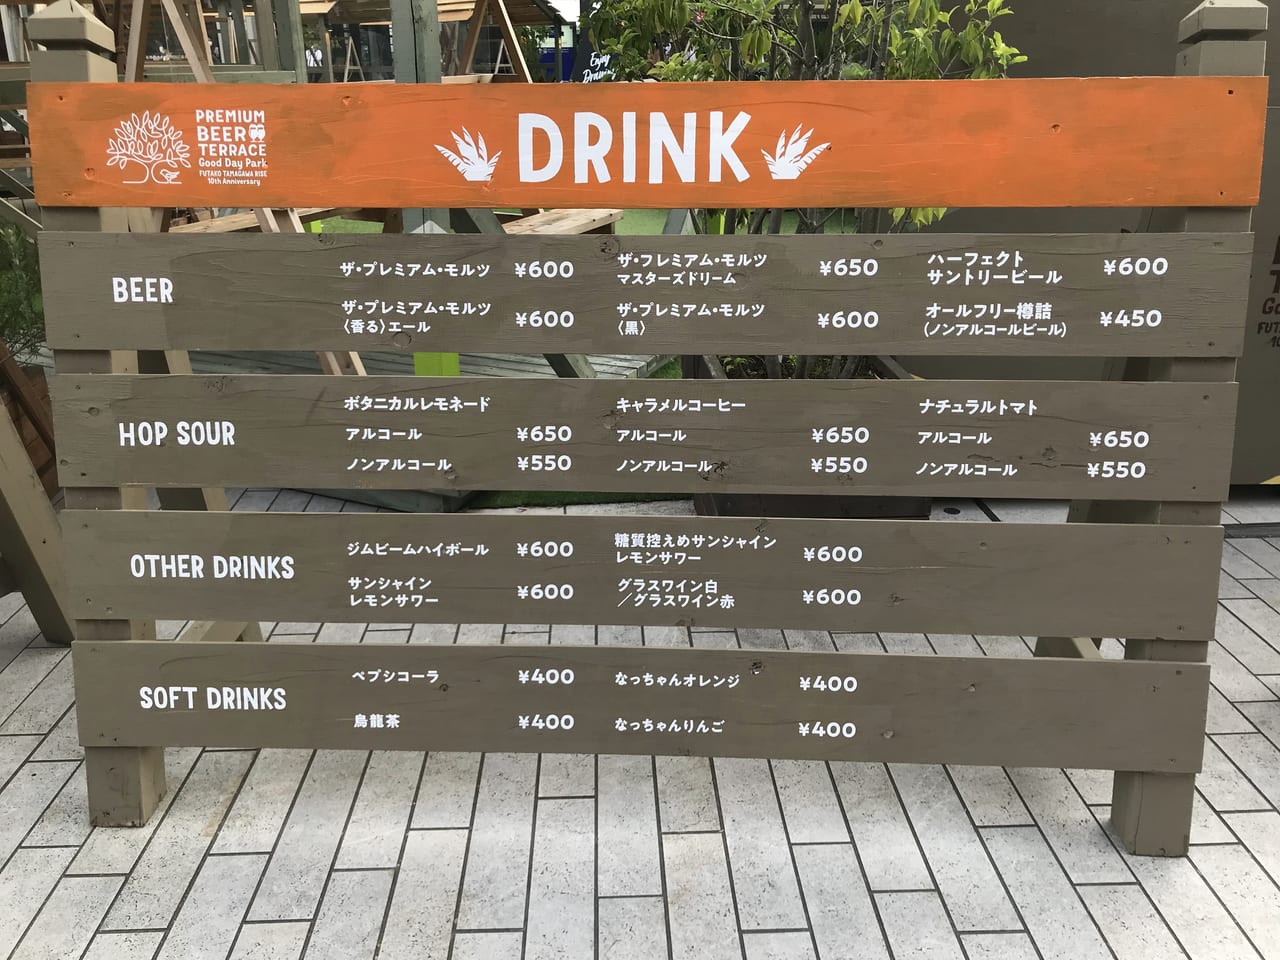 Enjoy
PREMIUM
BEER
TERRACE
Good Day Park
FUTAKO TAMAGAWA RISE
10th Anniversary
DRINK
BEER
ザ・プレミアム・モルツ ¥600
ザ・プレミアム・モルツ
〈香る〉エール ¥600
ザ・プレミアム・モルツ
マスターズドリーム ¥650
ザ・プレミアム・モルツ
〈黒〉 ¥600
パーフェクト
サントリービール ¥600
オールフリー樽詰
(ノンアルコールビール) ¥450
HOP SOUR
ボタニカルレモネード
アルコール ¥650
ノンアルコール ¥550
キャラメルコーヒー
アルコール ¥650
ノンアルコール ¥550
ナチュラルトマト
アルコール ¥650
ノンアルコール ¥550
OTHER DRINKS
ジムビームハイボール ¥600
サンシャイン
レモンサワー ¥600
糖質控えめサンシャイン
レモンサワー ¥600
グラスワイン白
／グラスワイン赤 ¥600
SOFT DRINKS
ペプシコーラ ¥400
烏龍茶 ¥400
なっちゃんオレンジ ¥400
なっちゃんりんご ¥400